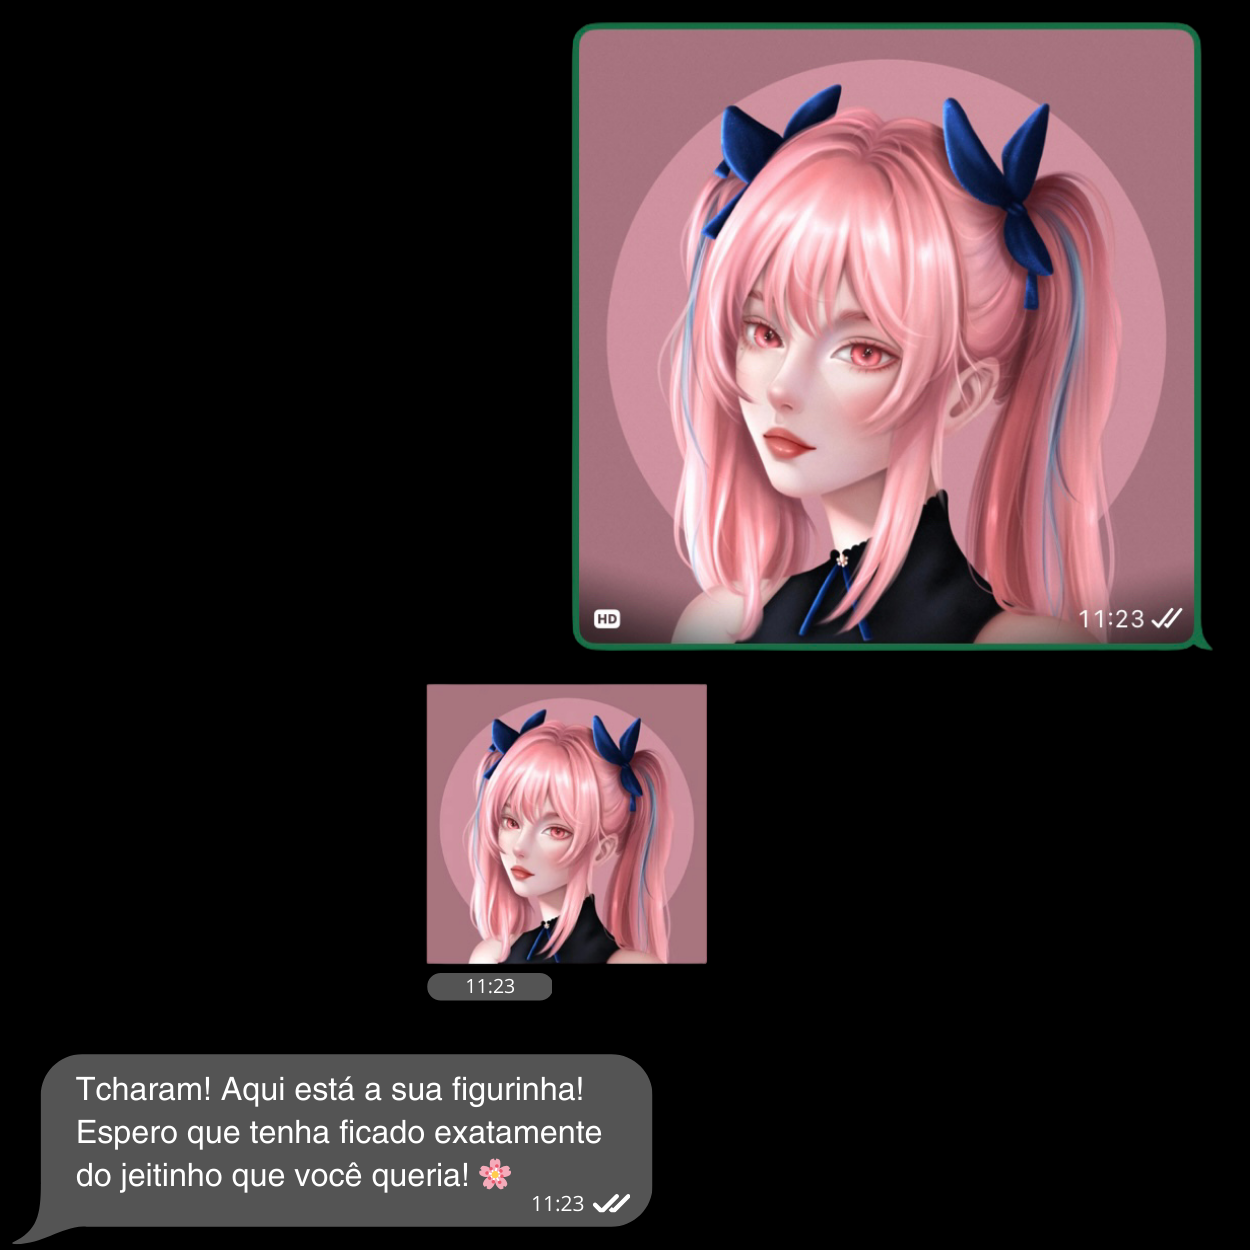 HD
11:23
11:23
Tcharam! Aqui está a sua figurinha!
Espero que tenha ficado exatamente
do jeitinho que você queria! 🌸
11:23